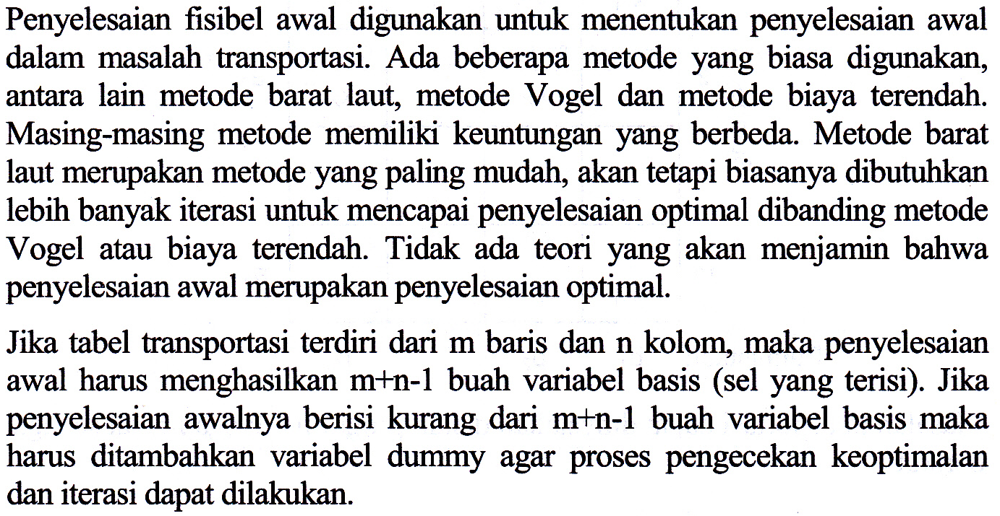 Penyelesaian fisibel awal digunakan untuk menentukan penyelesaian awal
dalam masalah transportasi. Ada beberapa metode yang biasa digunakan,
antara lain metode barat laut, metode Vogel dan metode biaya terendah.
Masing-masing metode memiliki keuntungan yang berbeda. Metode barat
laut merupakan metode yang paling mudah, akan tetapi biasanya dibutuhkan
lebih banyak iterasi untuk mencapai penyelesaian optimal dibanding metode
Vogel atau biaya terendah. Tidak ada teori yang akan menjamin bahwa
penyelesaian awal merupakan penyelesaian optimal.
Jika tabel transportasi terdiri dari m baris dan n kolom, maka penyelesaian
awal harus menghasilkan m+n-1 buah variabel basis (sel yang terisi). Jika
penyelesaian awalnya berisi kurang dari m+n-1 buah variabel basis maka
harus ditambahkan variabel dummy agar proses pengecekan keoptimalan
dan iterasi dapat dilakukan.